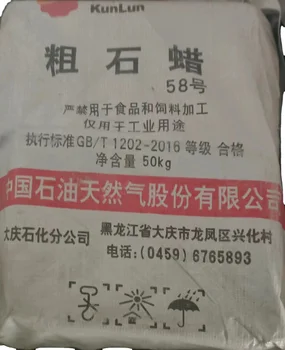 KunLun
粗石蜡
58号
严禁用于食品和饲料加工
仅用于工业用途
执行标准GB/T 1202-2016 等级 合格
净含量 50kg
中国石油天然气股份有限公司
大庆石化分公司
黑龙江省大庆市龙凤区兴化村
电话:(0459) 6765893